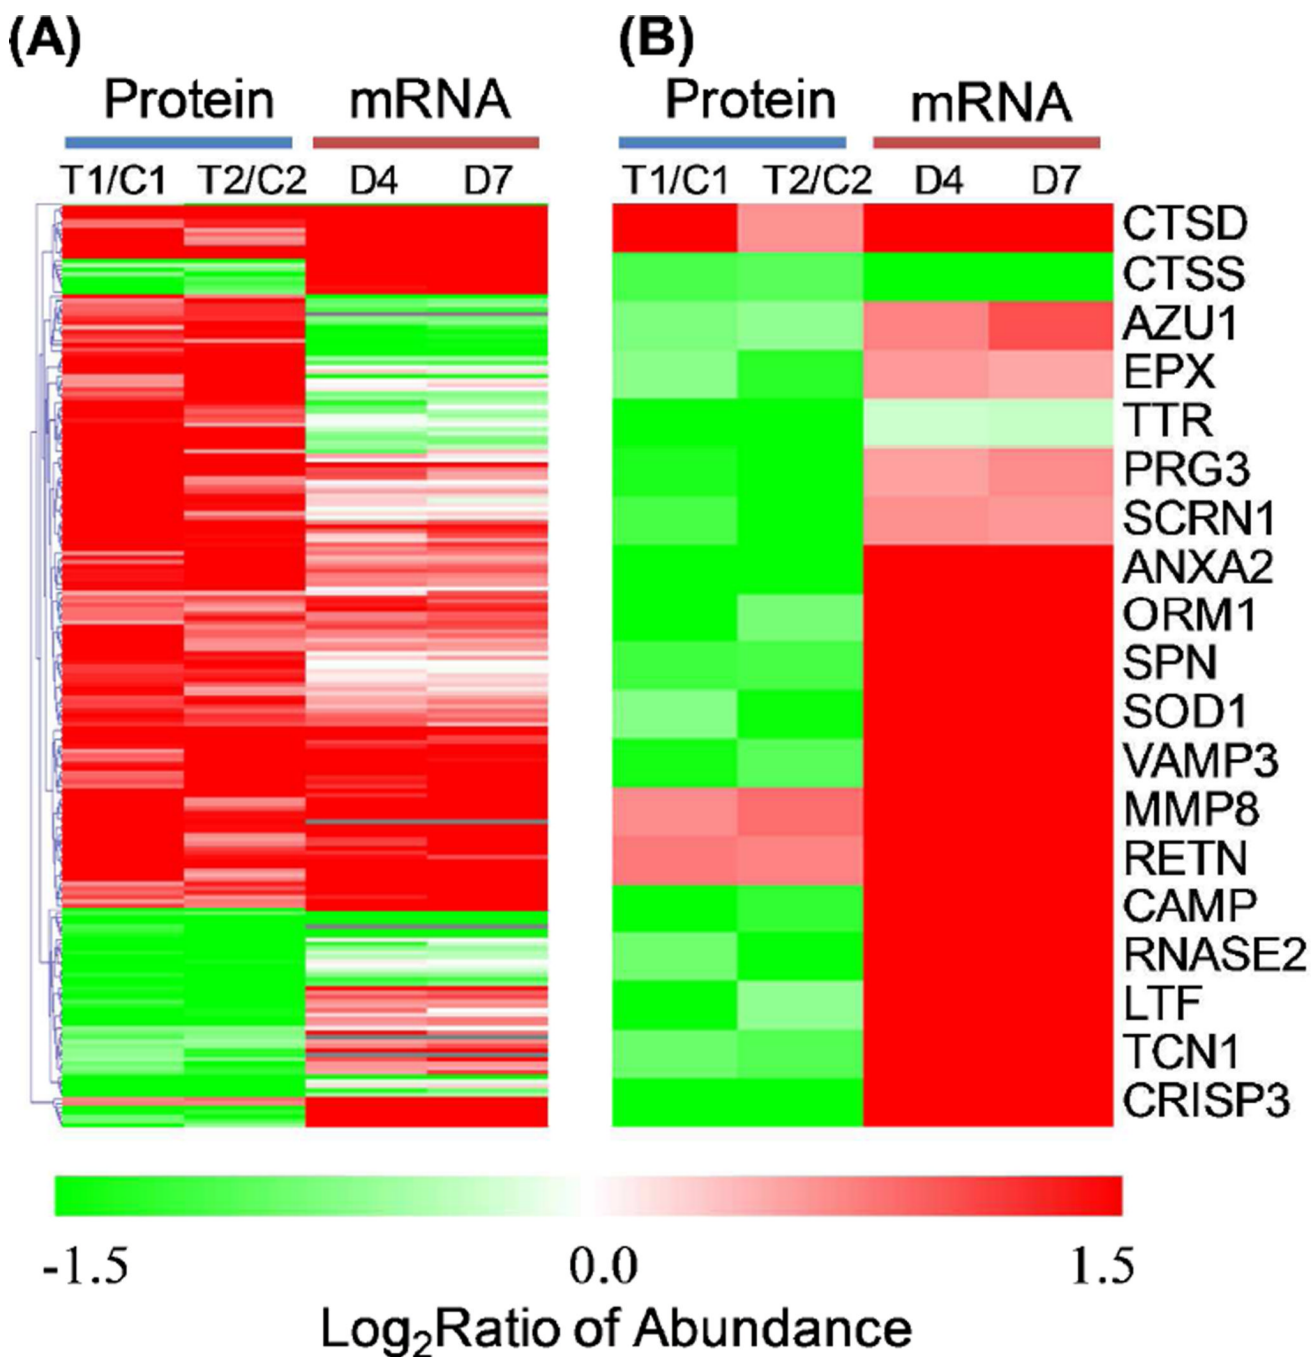 (A) (B)
Protein mRNA Protein mRNA
T1/C1 T2/C2 D4 D7 T1/C1 T2/C2 D4 D7
CTSD
CTSS
AZU1
EPX
TTR
PRG3
SCRN1
ANXA2
ORM1
SPN
SOD1
VAMP3
MMP8
RETN
CAMP
RNASE2
LTF
TCN1
CRISP3
-1.5 0.0 1.5
Log₂Ratio of Abundance